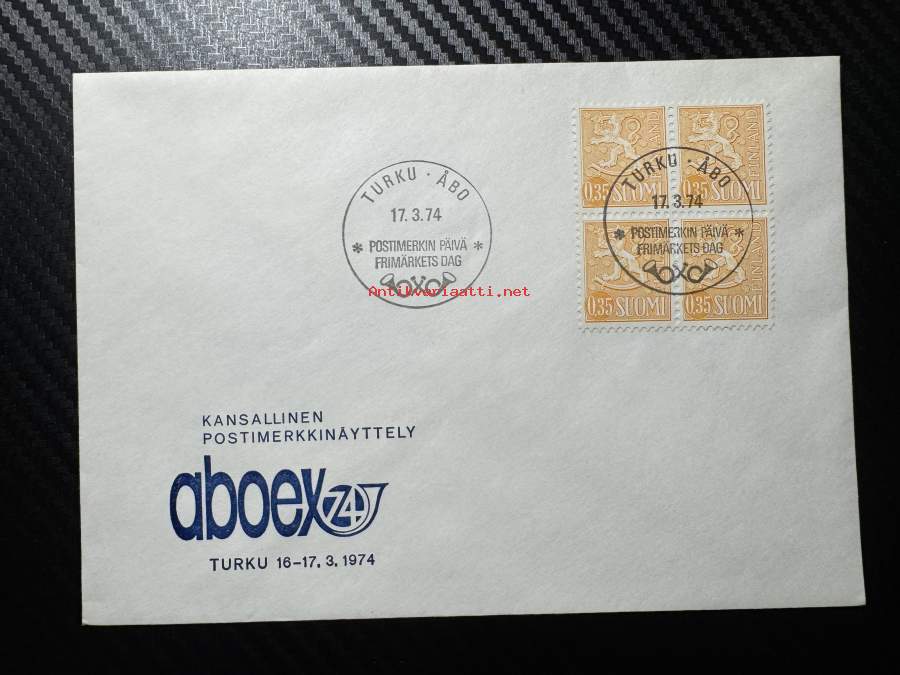 TURKU · ÅBO
17.3.74
* POSTIMERKIN PÄIVÄ *
FRIMÄRKETS DAG
Antikvariaatti.net
FINLAND
0,35 SUOMI
FINLAND
0,35 SUOMI
FINLAND
0,35 SUOMI
FINLAND
0,35 SUOMI
TURKU · ÅBO
17.3.74
* POSTIMERKIN PÄIVÄ *
FRIMÄRKETS DAG
KANSALLINEN
POSTIMERKKINÄYTTELY
aboex 74
TURKU 16–17. 3. 1974